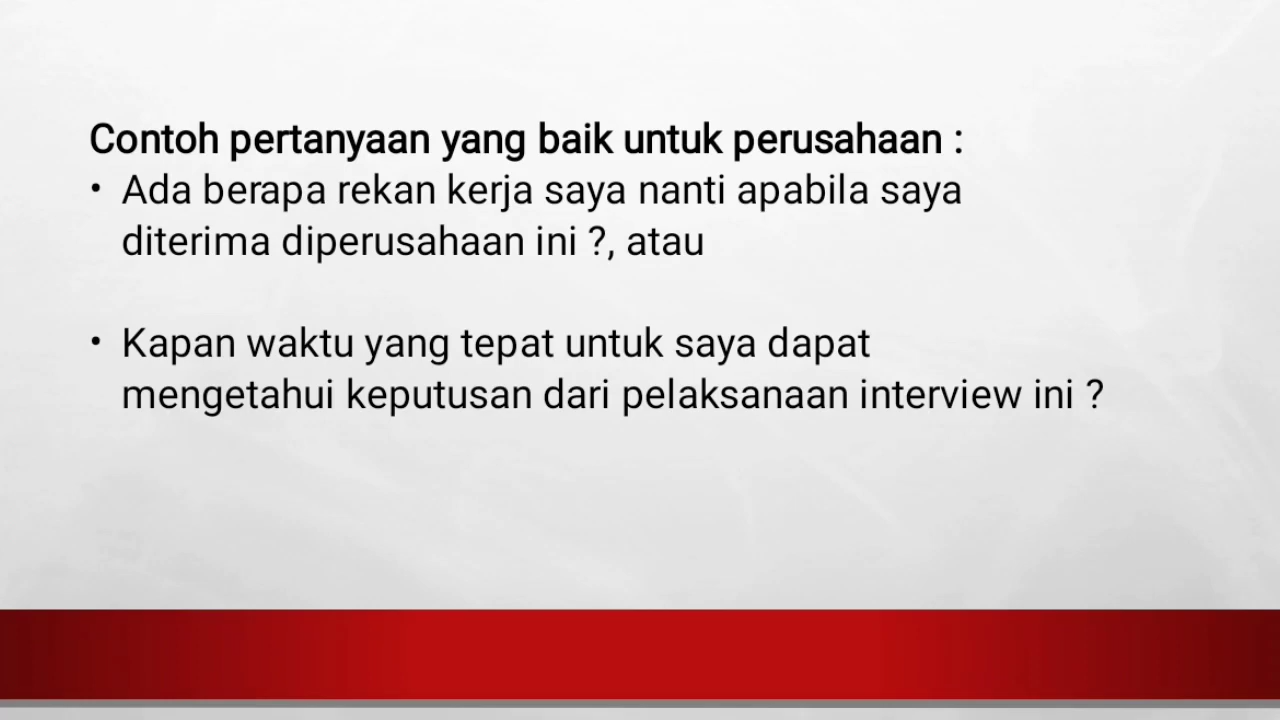 Contoh pertanyaan yang baik untuk perusahaan :
• Ada berapa rekan kerja saya nanti apabila saya
diterima diperusahaan ini ?, atau
• Kapan waktu yang tepat untuk saya dapat
mengetahui keputusan dari pelaksanaan interview ini ?